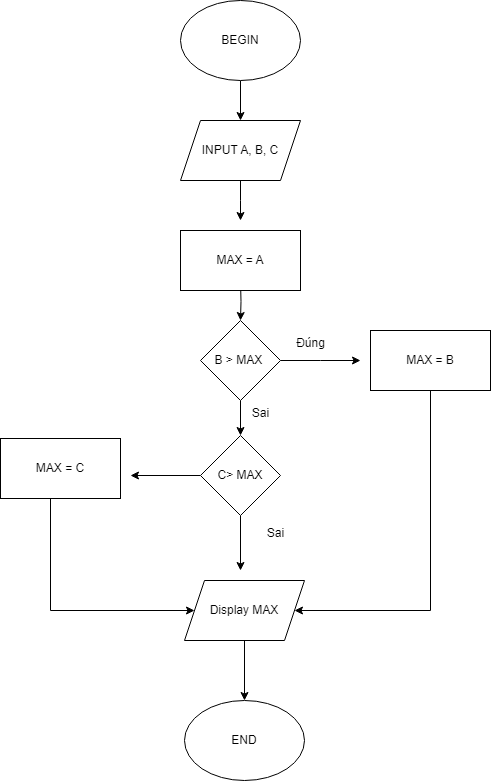 BEGIN
INPUT A, B, C
MAX = A
B > MAX
Đúng
MAX = B
Sai
C> MAX
MAX = C
Sai
Display MAX
END